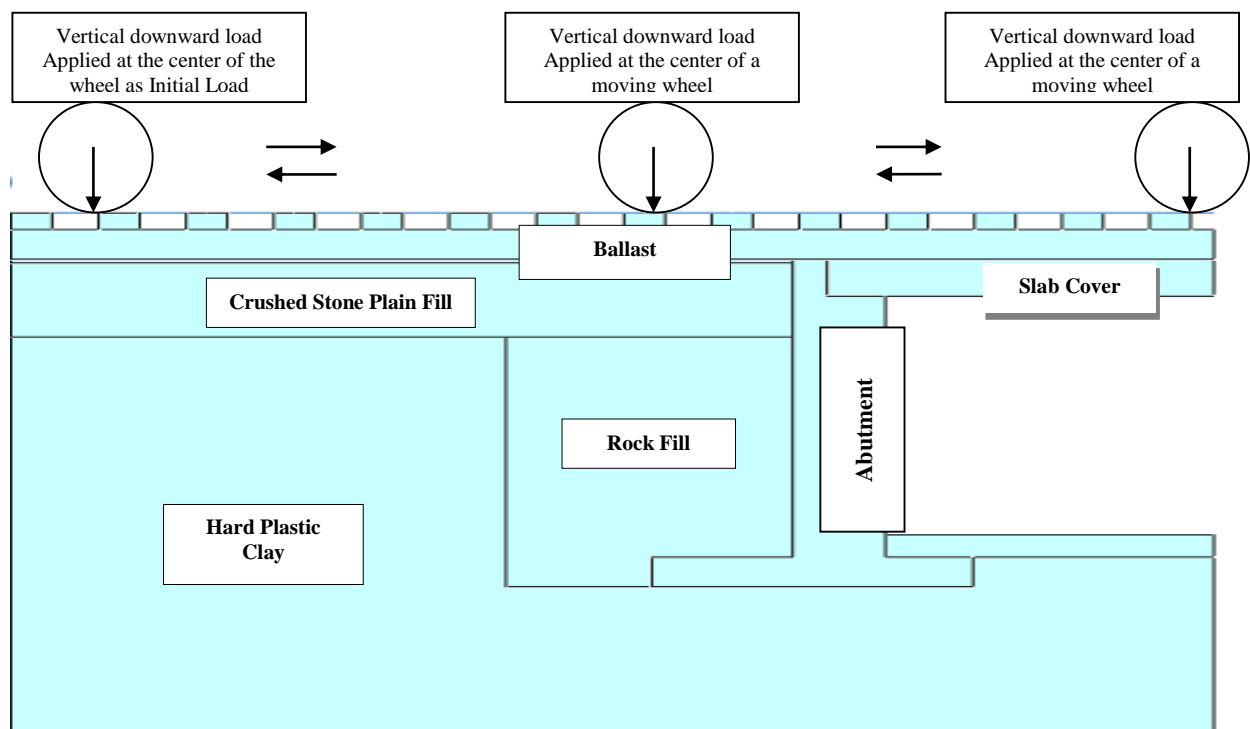 Vertical downward load
Applied at the center of the
wheel as Initial Load
Vertical downward load
Applied at the center of a
moving wheel
Vertical downward load
Applied at the center of a
moving wheel
Ballast
Crushed Stone Plain Fill
Slab Cover
Abutment
Rock Fill
Hard Plastic
Clay